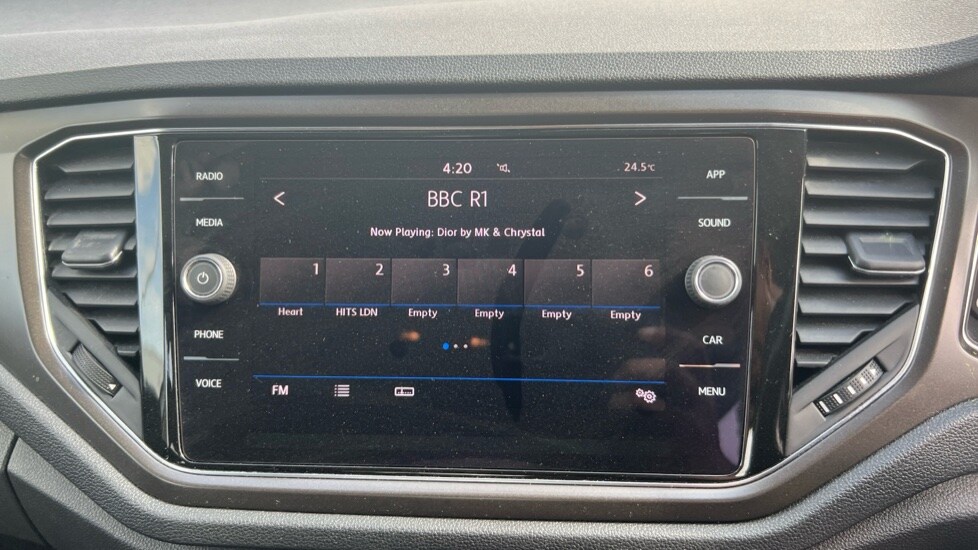 RADIO
MEDIA
PHONE
VOICE
4:20 24.5°C
BBC R1
Now Playing: Dior by MK & Chrystal
1 2 3 4 5 6
Heart HITS LDN Empty Empty Empty Empty
FM
APP
SOUND
CAR
MENU